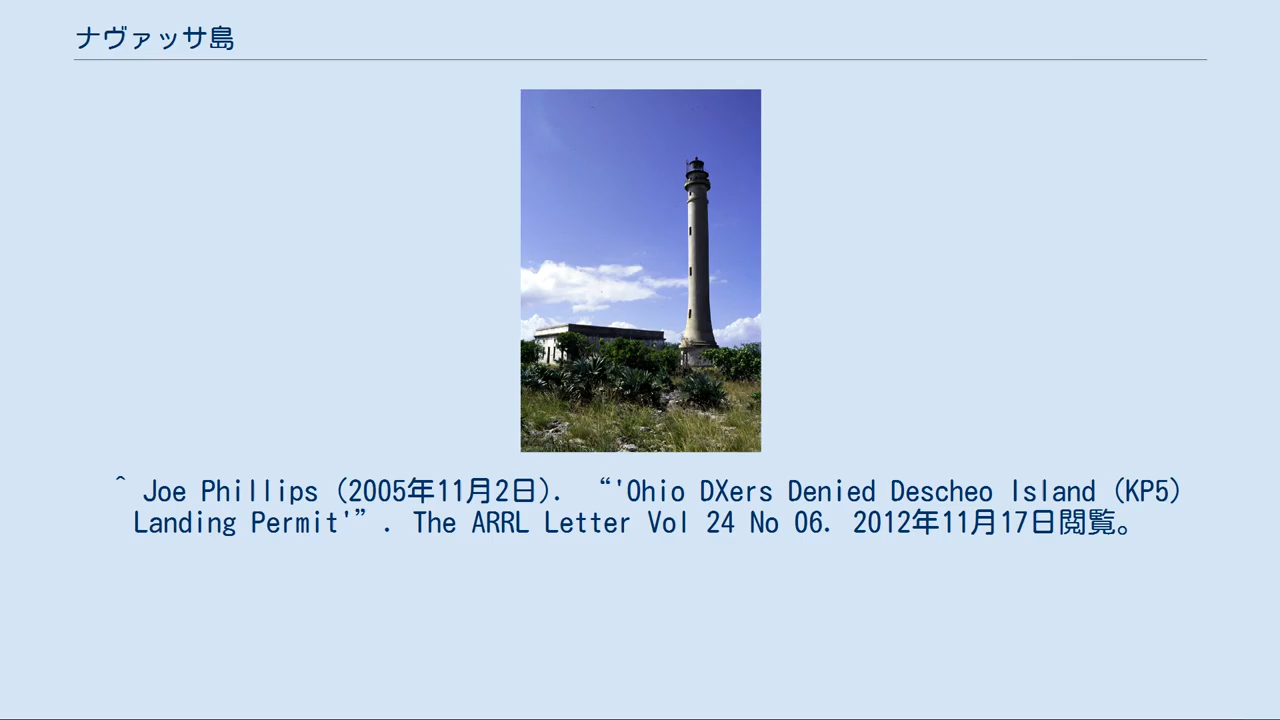 ナヴァッサ島
^ Joe Phillips (2005年11月2日). “'Ohio DXers Denied Descheo Island (KP5)
Landing Permit'”. The ARRL Letter Vol 24 No 06. 2012年11月17日閲覧。